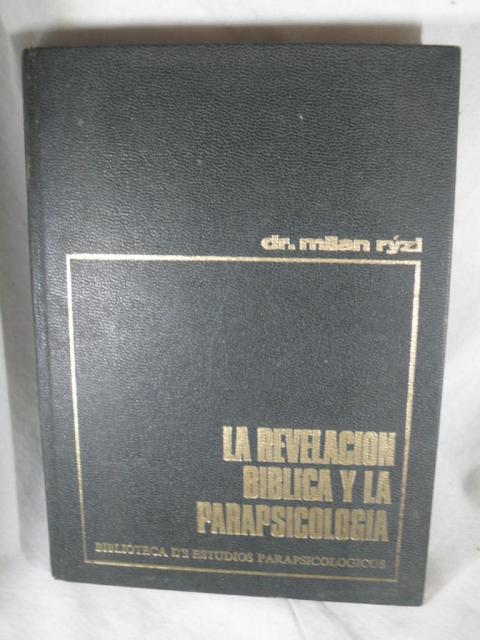 dr. milan rýzl
LA REVELACION
BIBLICA Y LA
PARAPSICOLOGIA
BIBLIOTECA DE ESTUDIOS PARAPSICOLOGICOS